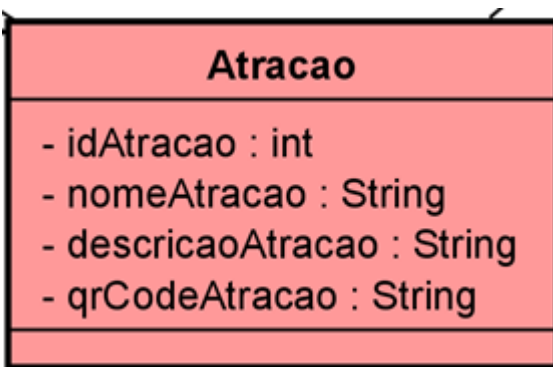 Atracao
- idAtracao : int
- nomeAtracao : String
- descricaoAtracao : String
- qrCodeAtracao : String